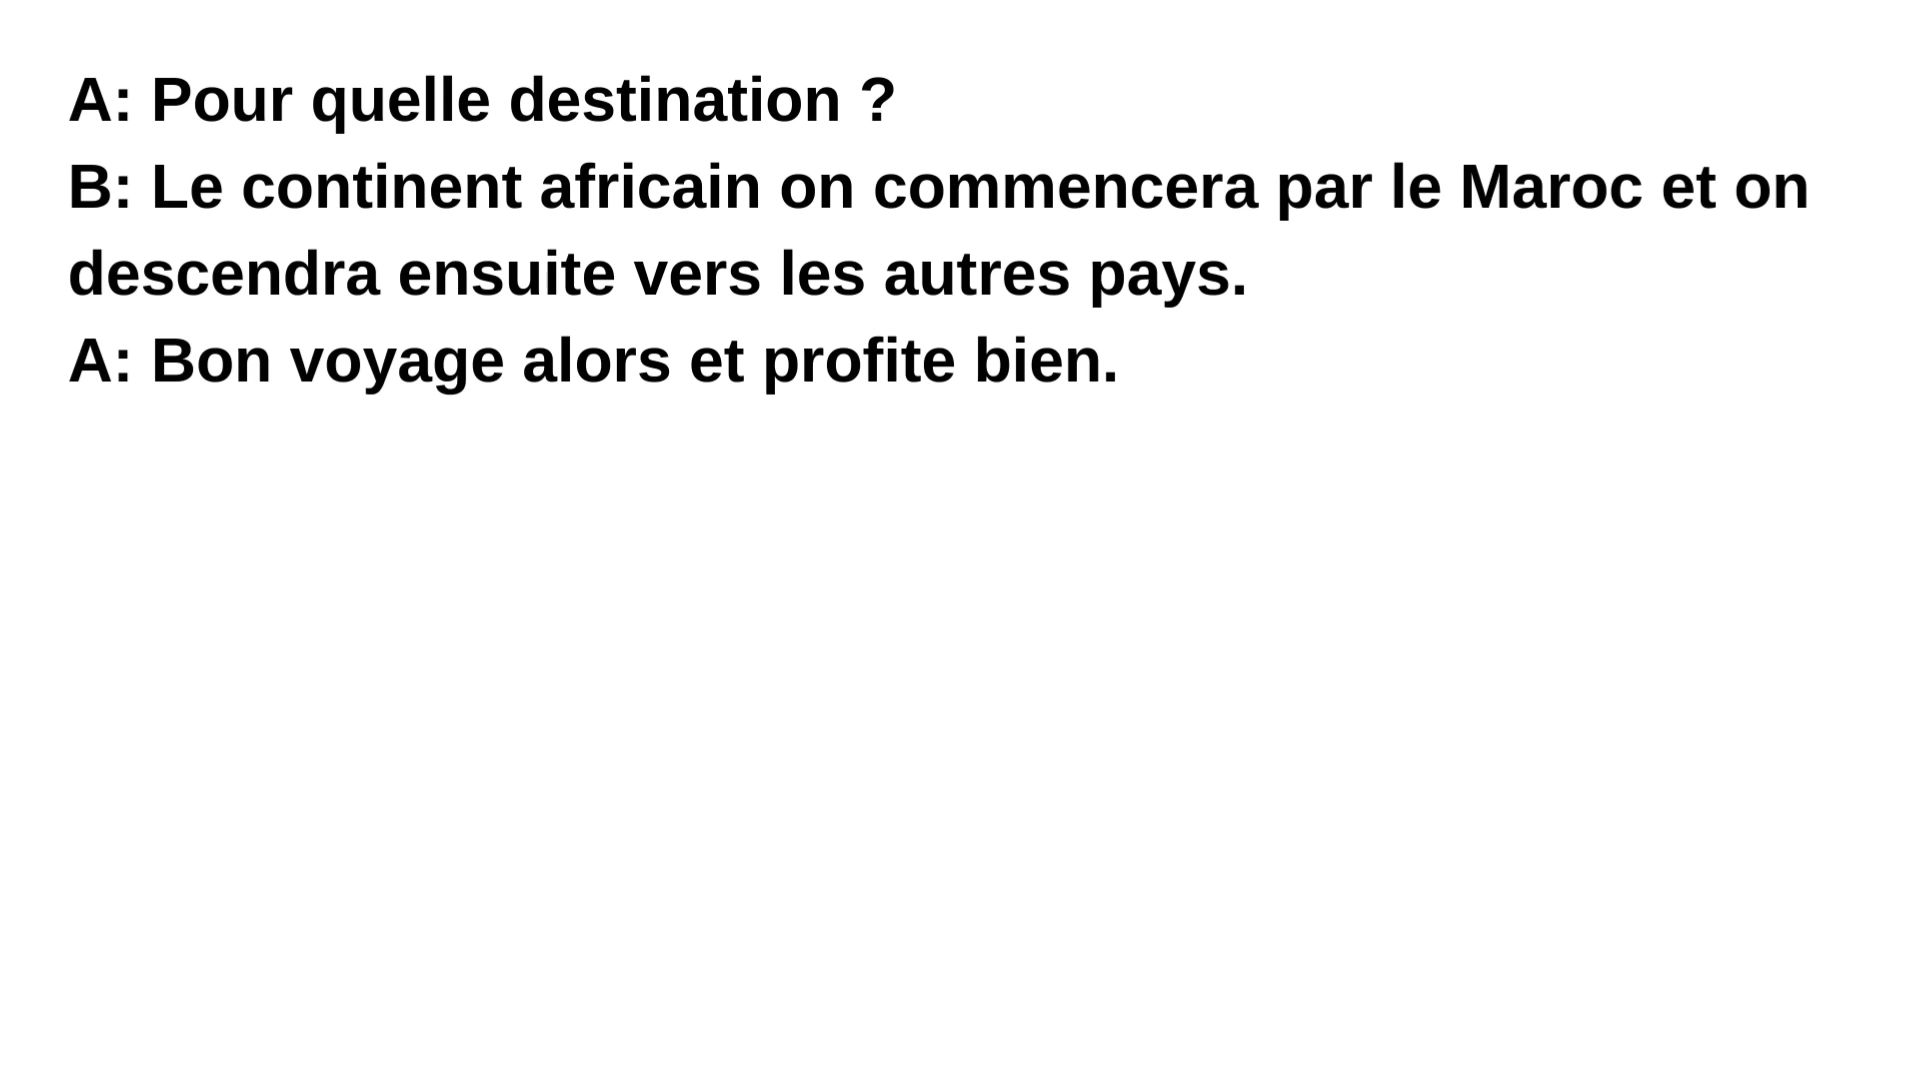 A: Pour quelle destination ?
B: Le continent africain on commencera par le Maroc et on
descendra ensuite vers les autres pays.
A: Bon voyage alors et profite bien.